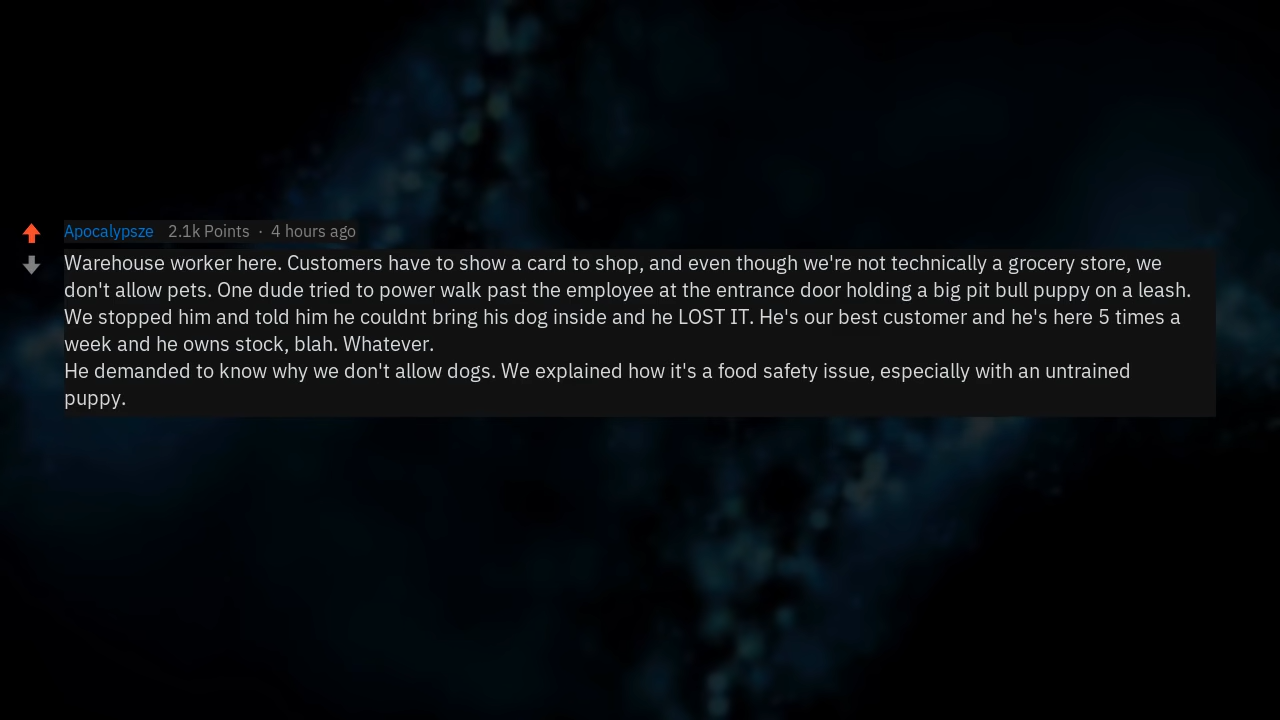 Apocalypsze 2.1k Points · 4 hours ago
Warehouse worker here. Customers have to show a card to shop, and even though we're not technically a grocery store, we
don't allow pets. One dude tried to power walk past the employee at the entrance door holding a big pit bull puppy on a leash.
We stopped him and told him he couldnt bring his dog inside and he LOST IT. He's our best customer and he's here 5 times a
week and he owns stock, blah. Whatever.
He demanded to know why we don't allow dogs. We explained how it's a food safety issue, especially with an untrained
puppy.